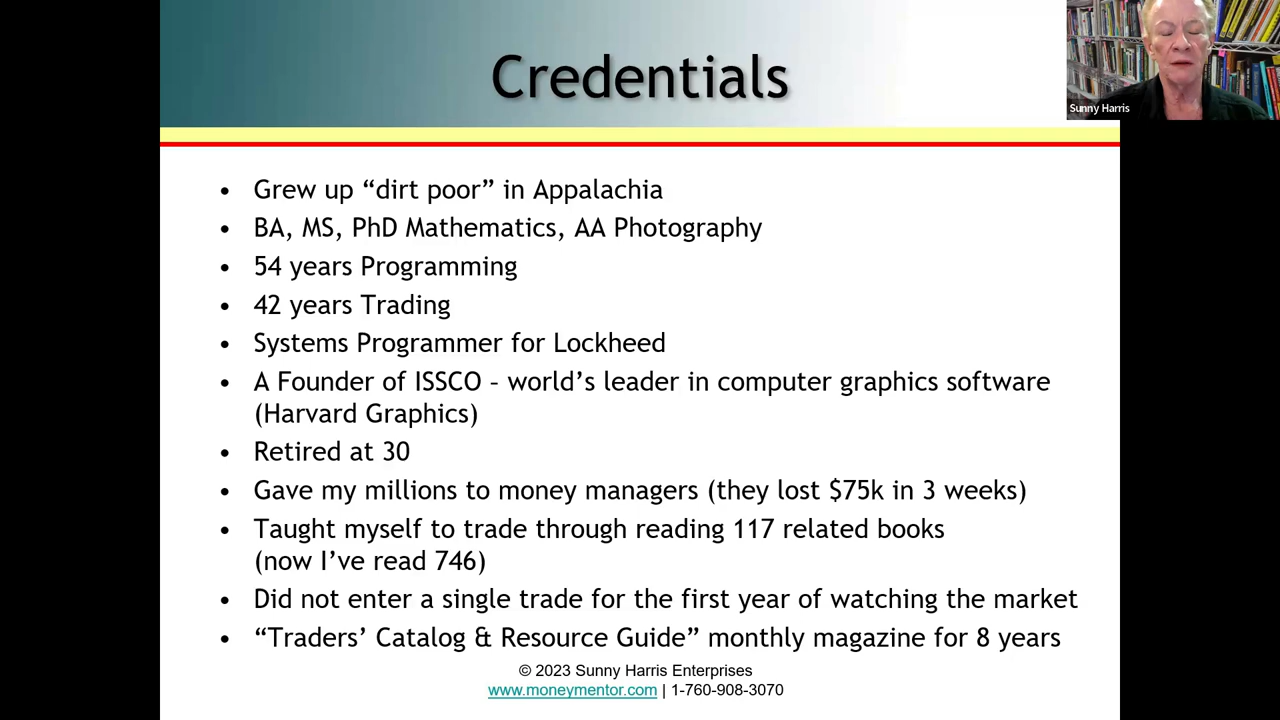 Credentials
Sunny Harris
• Grew up “dirt poor” in Appalachia
• BA, MS, PhD Mathematics, AA Photography
• 54 years Programming
• 42 years Trading
• Systems Programmer for Lockheed
• A Founder of ISSCO – world’s leader in computer graphics software
(Harvard Graphics)
• Retired at 30
• Gave my millions to money managers (they lost $75k in 3 weeks)
• Taught myself to trade through reading 117 related books
(now I’ve read 746)
• Did not enter a single trade for the first year of watching the market
• “Traders’ Catalog & Resource Guide” monthly magazine for 8 years
© 2023 Sunny Harris Enterprises
www.moneymentor.com | 1-760-908-3070